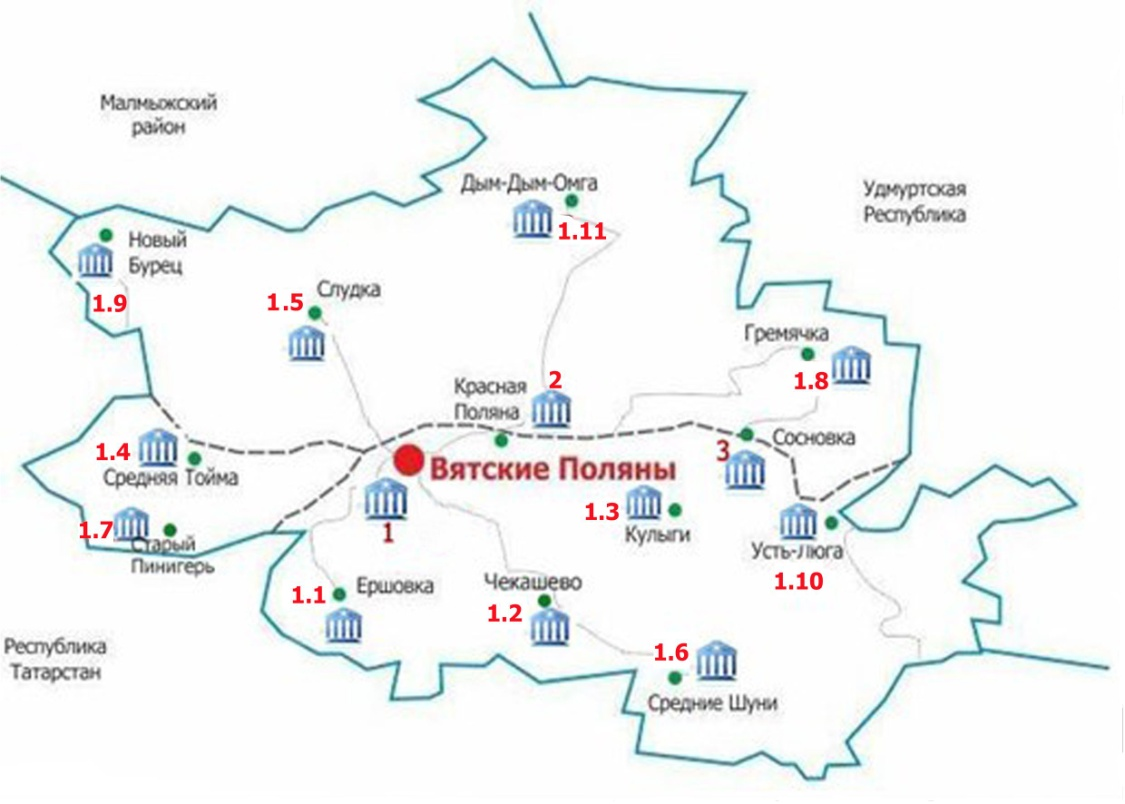 Малмыжский
район
Дым-Дым-Омга
1.11
Удмуртская
Республика
Новый
Бурец
1.9
Слудка
1.5
Гремячка
1.8
Красная
Поляна
2
Сосновка
3
1.4
Средняя Тойма
Вятские Поляны
1
1.3
Кулыги
1.7
Старый
Пинигерь
Усть-Люга
1.10
1.1
Ершовка
Чекашево
1.2
Республика
Татарстан
1.6
Средние Шуни